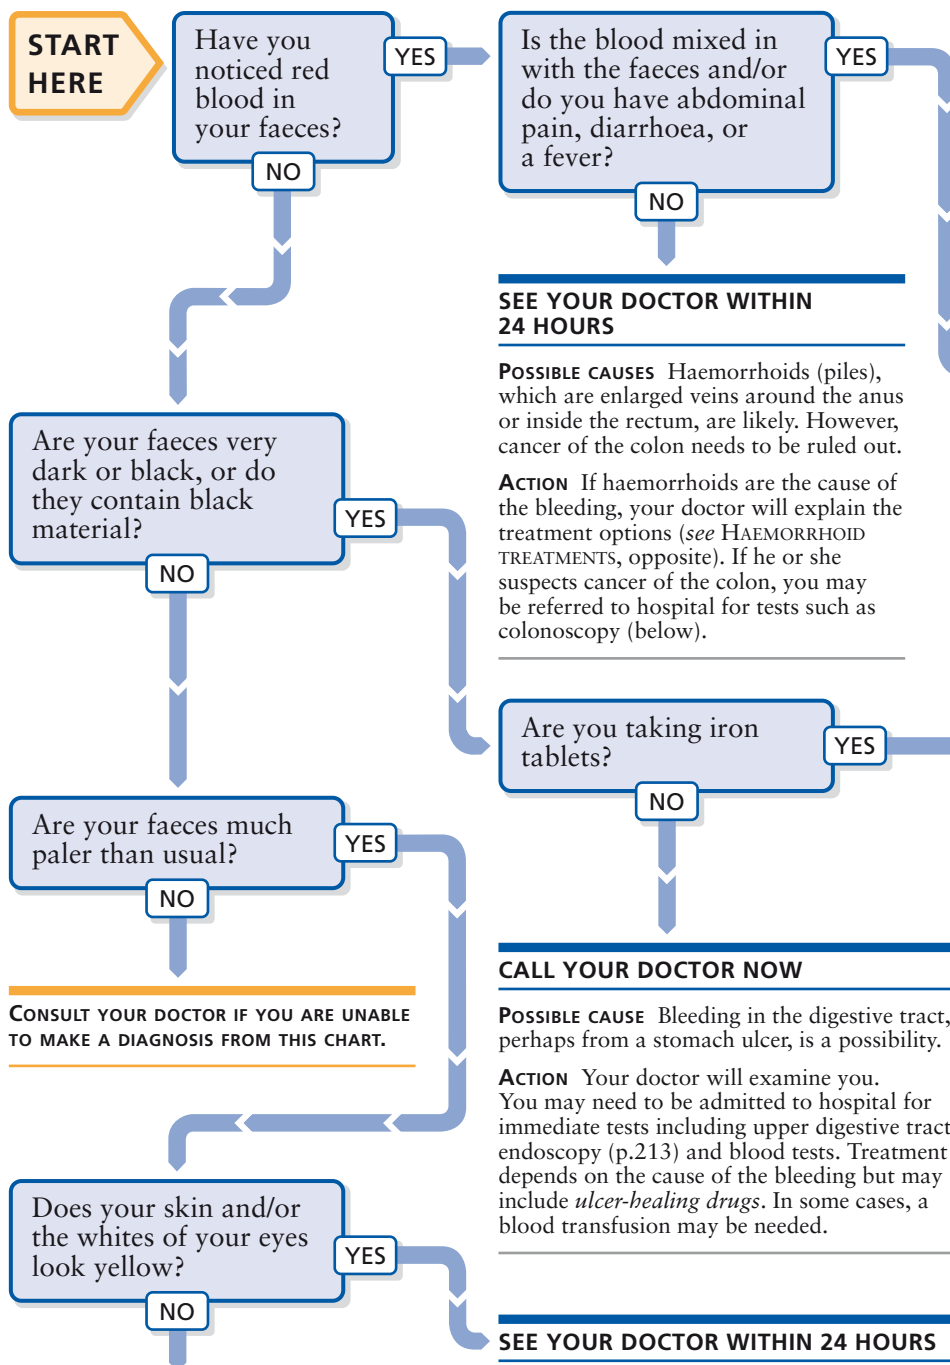 START
HERE
Have you
noticed red
blood in
your faeces?
YES
NO
Is the blood mixed in
with the faeces and/or
do you have abdominal
pain, diarrhoea, or
a fever?
YES
NO
SEE YOUR DOCTOR WITHIN
24 HOURS
POSSIBLE CAUSES Haemorrhoids (piles),
which are enlarged veins around the anus
or inside the rectum, are likely. However,
cancer of the colon needs to be ruled out.
ACTION If haemorrhoids are the cause of
the bleeding, your doctor will explain the
treatment options (see HAEMORRHOID
TREATMENTS, opposite). If he or she
suspects cancer of the colon, you may
be referred to hospital for tests such as
colonoscopy (below).
Are your faeces very
dark or black, or do
they contain black
material?
YES
NO
Are you taking iron
tablets?
YES
NO
CALL YOUR DOCTOR NOW
POSSIBLE CAUSE Bleeding in the digestive tract,
perhaps from a stomach ulcer, is a possibility.
ACTION Your doctor will examine you.
You may need to be admitted to hospital for
immediate tests including upper digestive tract
endoscopy (p.213) and blood tests. Treatment
depends on the cause of the bleeding but may
include ulcer-healing drugs. In some cases, a
blood transfusion may be needed.
Are your faeces much
paler than usual?
YES
NO
CONSULT YOUR DOCTOR IF YOU ARE UNABLE
TO MAKE A DIAGNOSIS FROM THIS CHART.
Does your skin and/or
the whites of your eyes
look yellow?
YES
NO
SEE YOUR DOCTOR WITHIN 24 HOURS